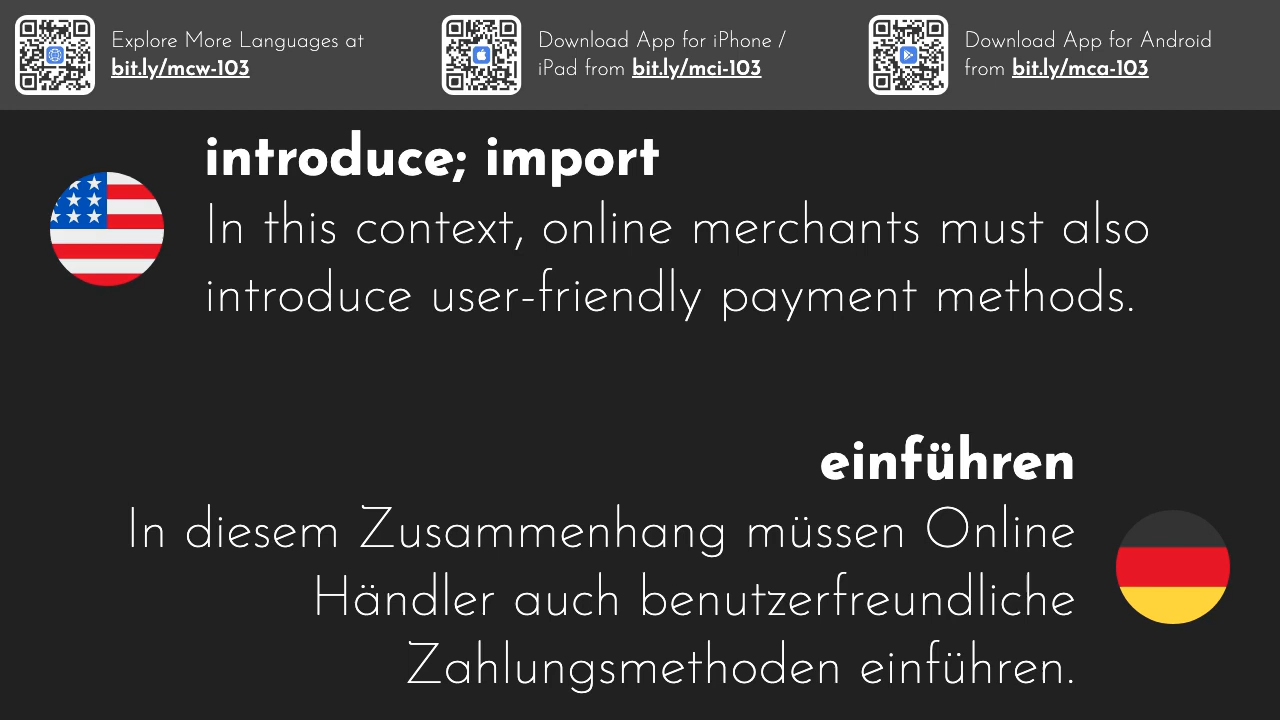 Explore More Languages at
bit.ly/mcw-103
Download App for iPhone /
iPad from bit.ly/mci-103
Download App for Android
from bit.ly/mca-103
introduce; import
In this context, online merchants must also
introduce user-friendly payment methods.
einführen
In diesem Zusammenhang müssen Online
Händler auch benutzerfreundliche
Zahlungsmethoden einführen.